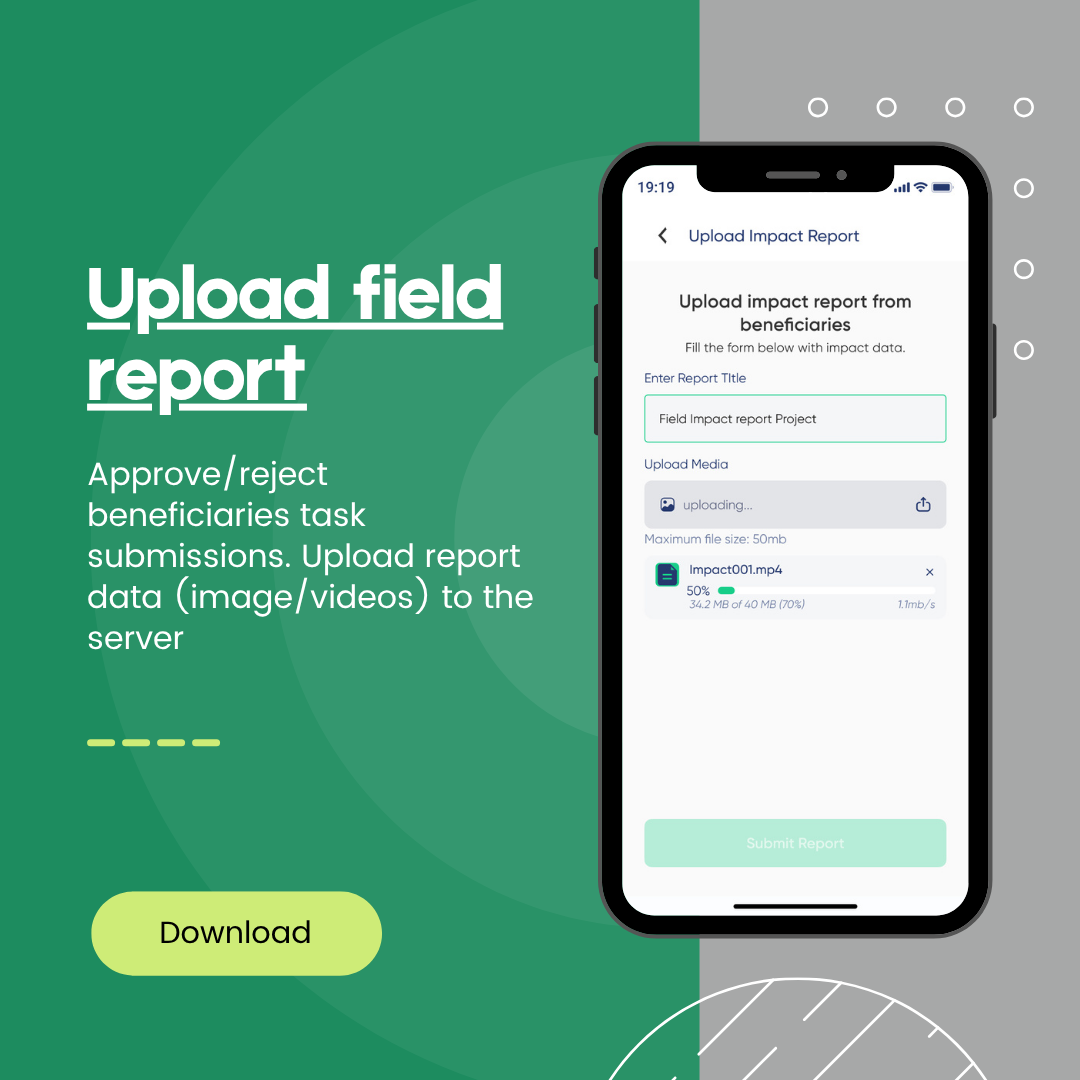 Upload field
report
Approve/reject
beneficiaries task
submissions. Upload report
data (image/videos) to the
server
Download
19:19
Upload Impact Report
Upload impact report from
beneficiaries
Fill the form below with impact data.
Enter Report TItle
Field Impact report Project
Upload Media
uploading...
Maximum file size: 50mb
Impact001.mp4
50%
34.2 MB of 40 MB (70%) 1.1mb/s
Submit Report